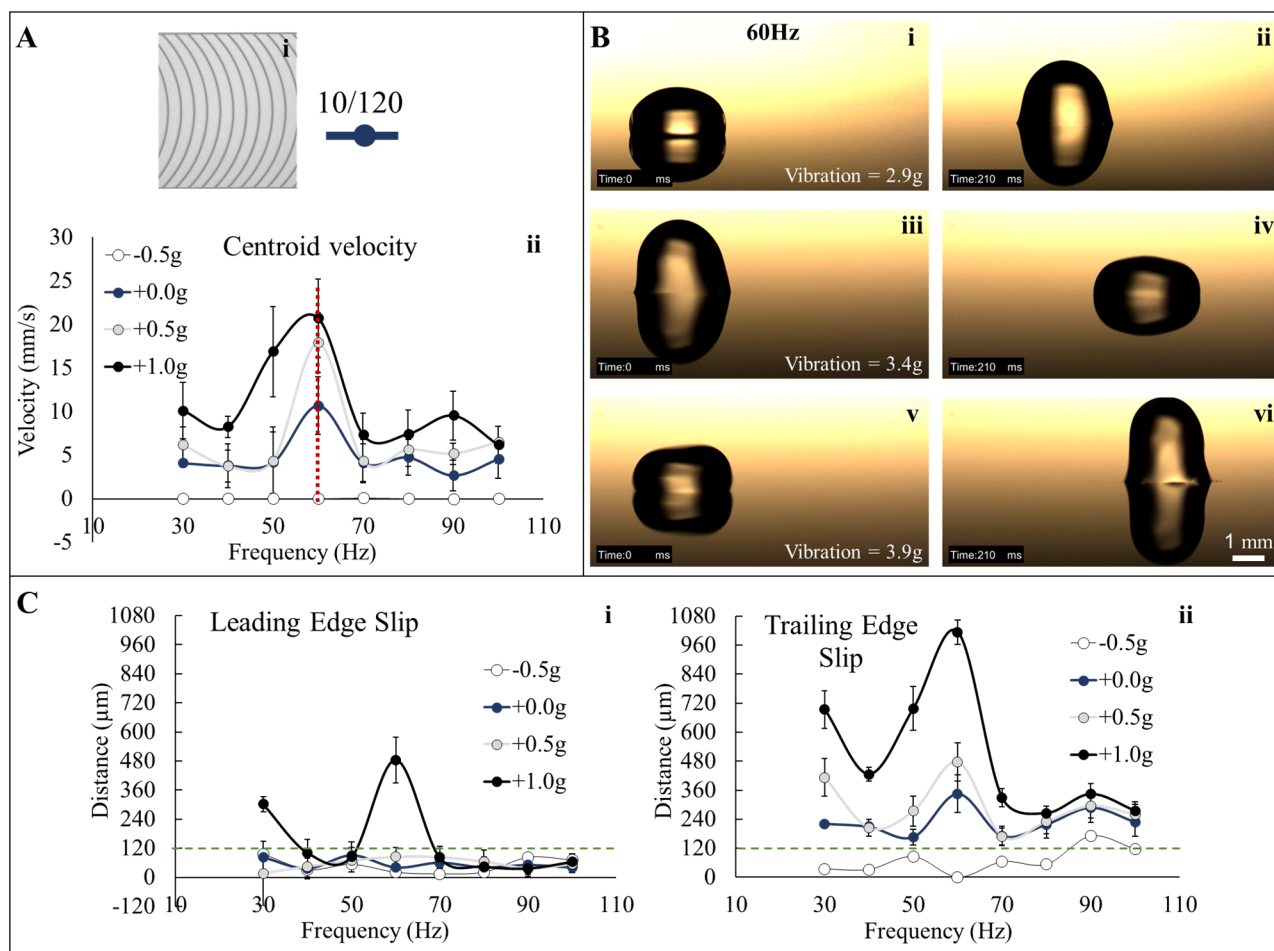 A
i
10/120
Centroid velocity
ii
-0.5g
+0.0g
+0.5g
+1.0g
30
25
20
15
10
5
0
-5
Velocity (mm/s)
10 30 50 70 90 110
Frequency (Hz)
B
60Hz
i
Time:0 ms
Vibration = 2.9g
ii
Time:210 ms
iii
Time:0 ms
Vibration = 3.4g
iv
Time:210 ms
v
Time:0 ms
Vibration = 3.9g
vi
Time:210 ms
1 mm
C
i
Leading Edge Slip
-0.5g
+0.0g
+0.5g
+1.0g
1080
960
840
720
600
480
360
240
120
0
-120
Distance (µm)
10 30 50 70 90 110
Frequency (Hz)
ii
Trailing Edge
Slip
-0.5g
+0.0g
+0.5g
+1.0g
1080
960
840
720
600
480
360
240
120
0
Distance (µm)
10 30 50 70 90 110
Frequency (Hz)